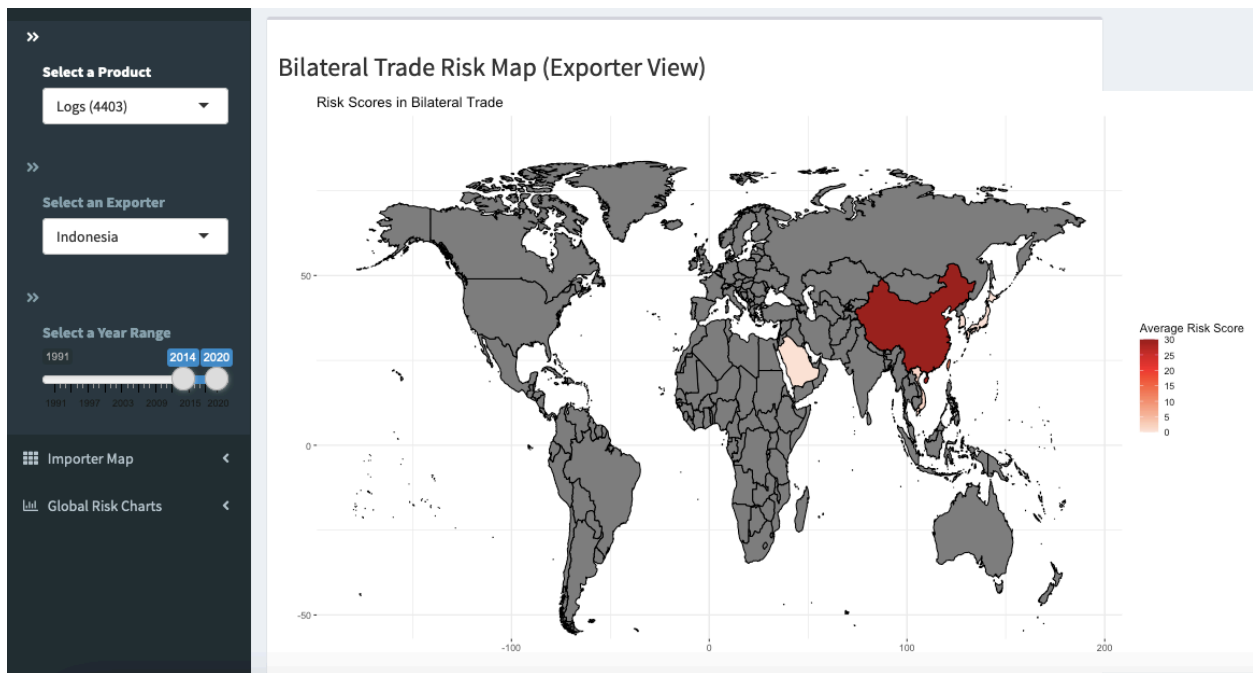 Select a Product
Logs (4403)
Select an Exporter
Indonesia
Select a Year Range
1991
2014 2020
1991 1997 2003 2009 2015 2020
Importer Map
Global Risk Charts
Bilateral Trade Risk Map (Exporter View)
Risk Scores in Bilateral Trade
50
0
-50
-100
0
100
200
Average Risk Score
30
25
20
15
10
5
0